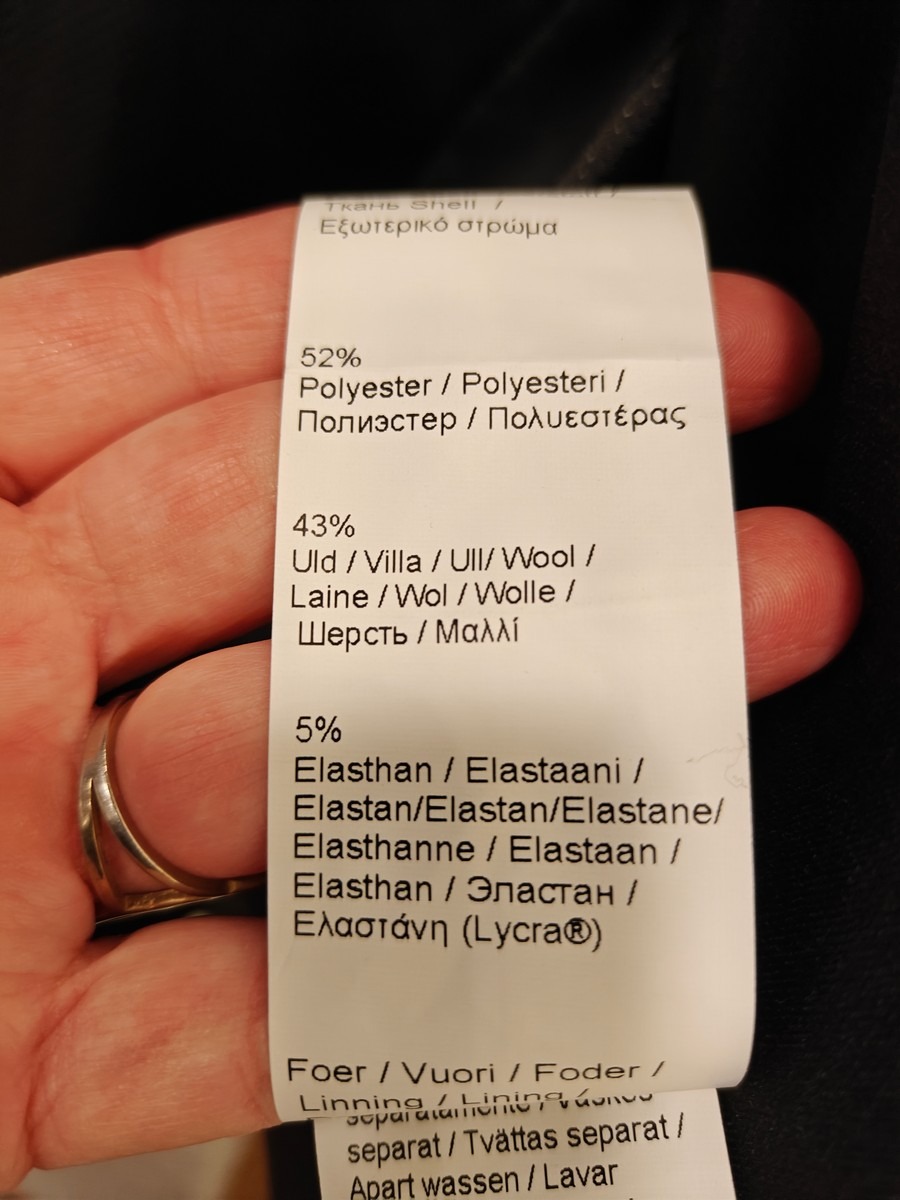 Ткань Shell /
Εξωτερικό στρώμα
52%
Polyester / Polyesteri /
Полиэстер / Πολυεστέρας
43%
Uld / Villa / Ull/ Wool /
Laine / Wol / Wolle /
Шерсть / Μαλλί
5%
Elasthan / Elastaani /
Elastan/Elastan/Elastane/
Elasthanne / Elastaan /
Elasthan / Эластан /
Ελαστάνη (Lycra®)
Foer / Vuori / Foder /
Linning / Lining /
separat / Tvättas separat /
Apart wassen / Lavar